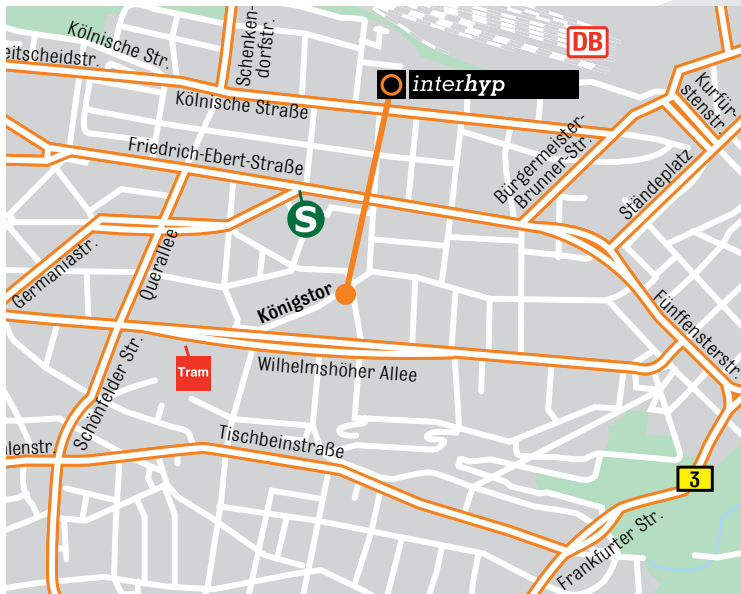 Kölnische Str.
eitscheidstr.
Schenken-
dorfstr.
DB
interhyp
Kölnische Straße
Kurfür-
stenstr.
Bürgermeister-
Brunner-Str.
Friedrich-Ebert-Straße
Ständeplatz
S
Querallee
Germaniastr.
Königstor
Fünffensterstr.
Wilhelmshöher Allee
Tram
Schönfelder Str.
Tischbeinstraße
lenstr.
3
Frankfurter Str.